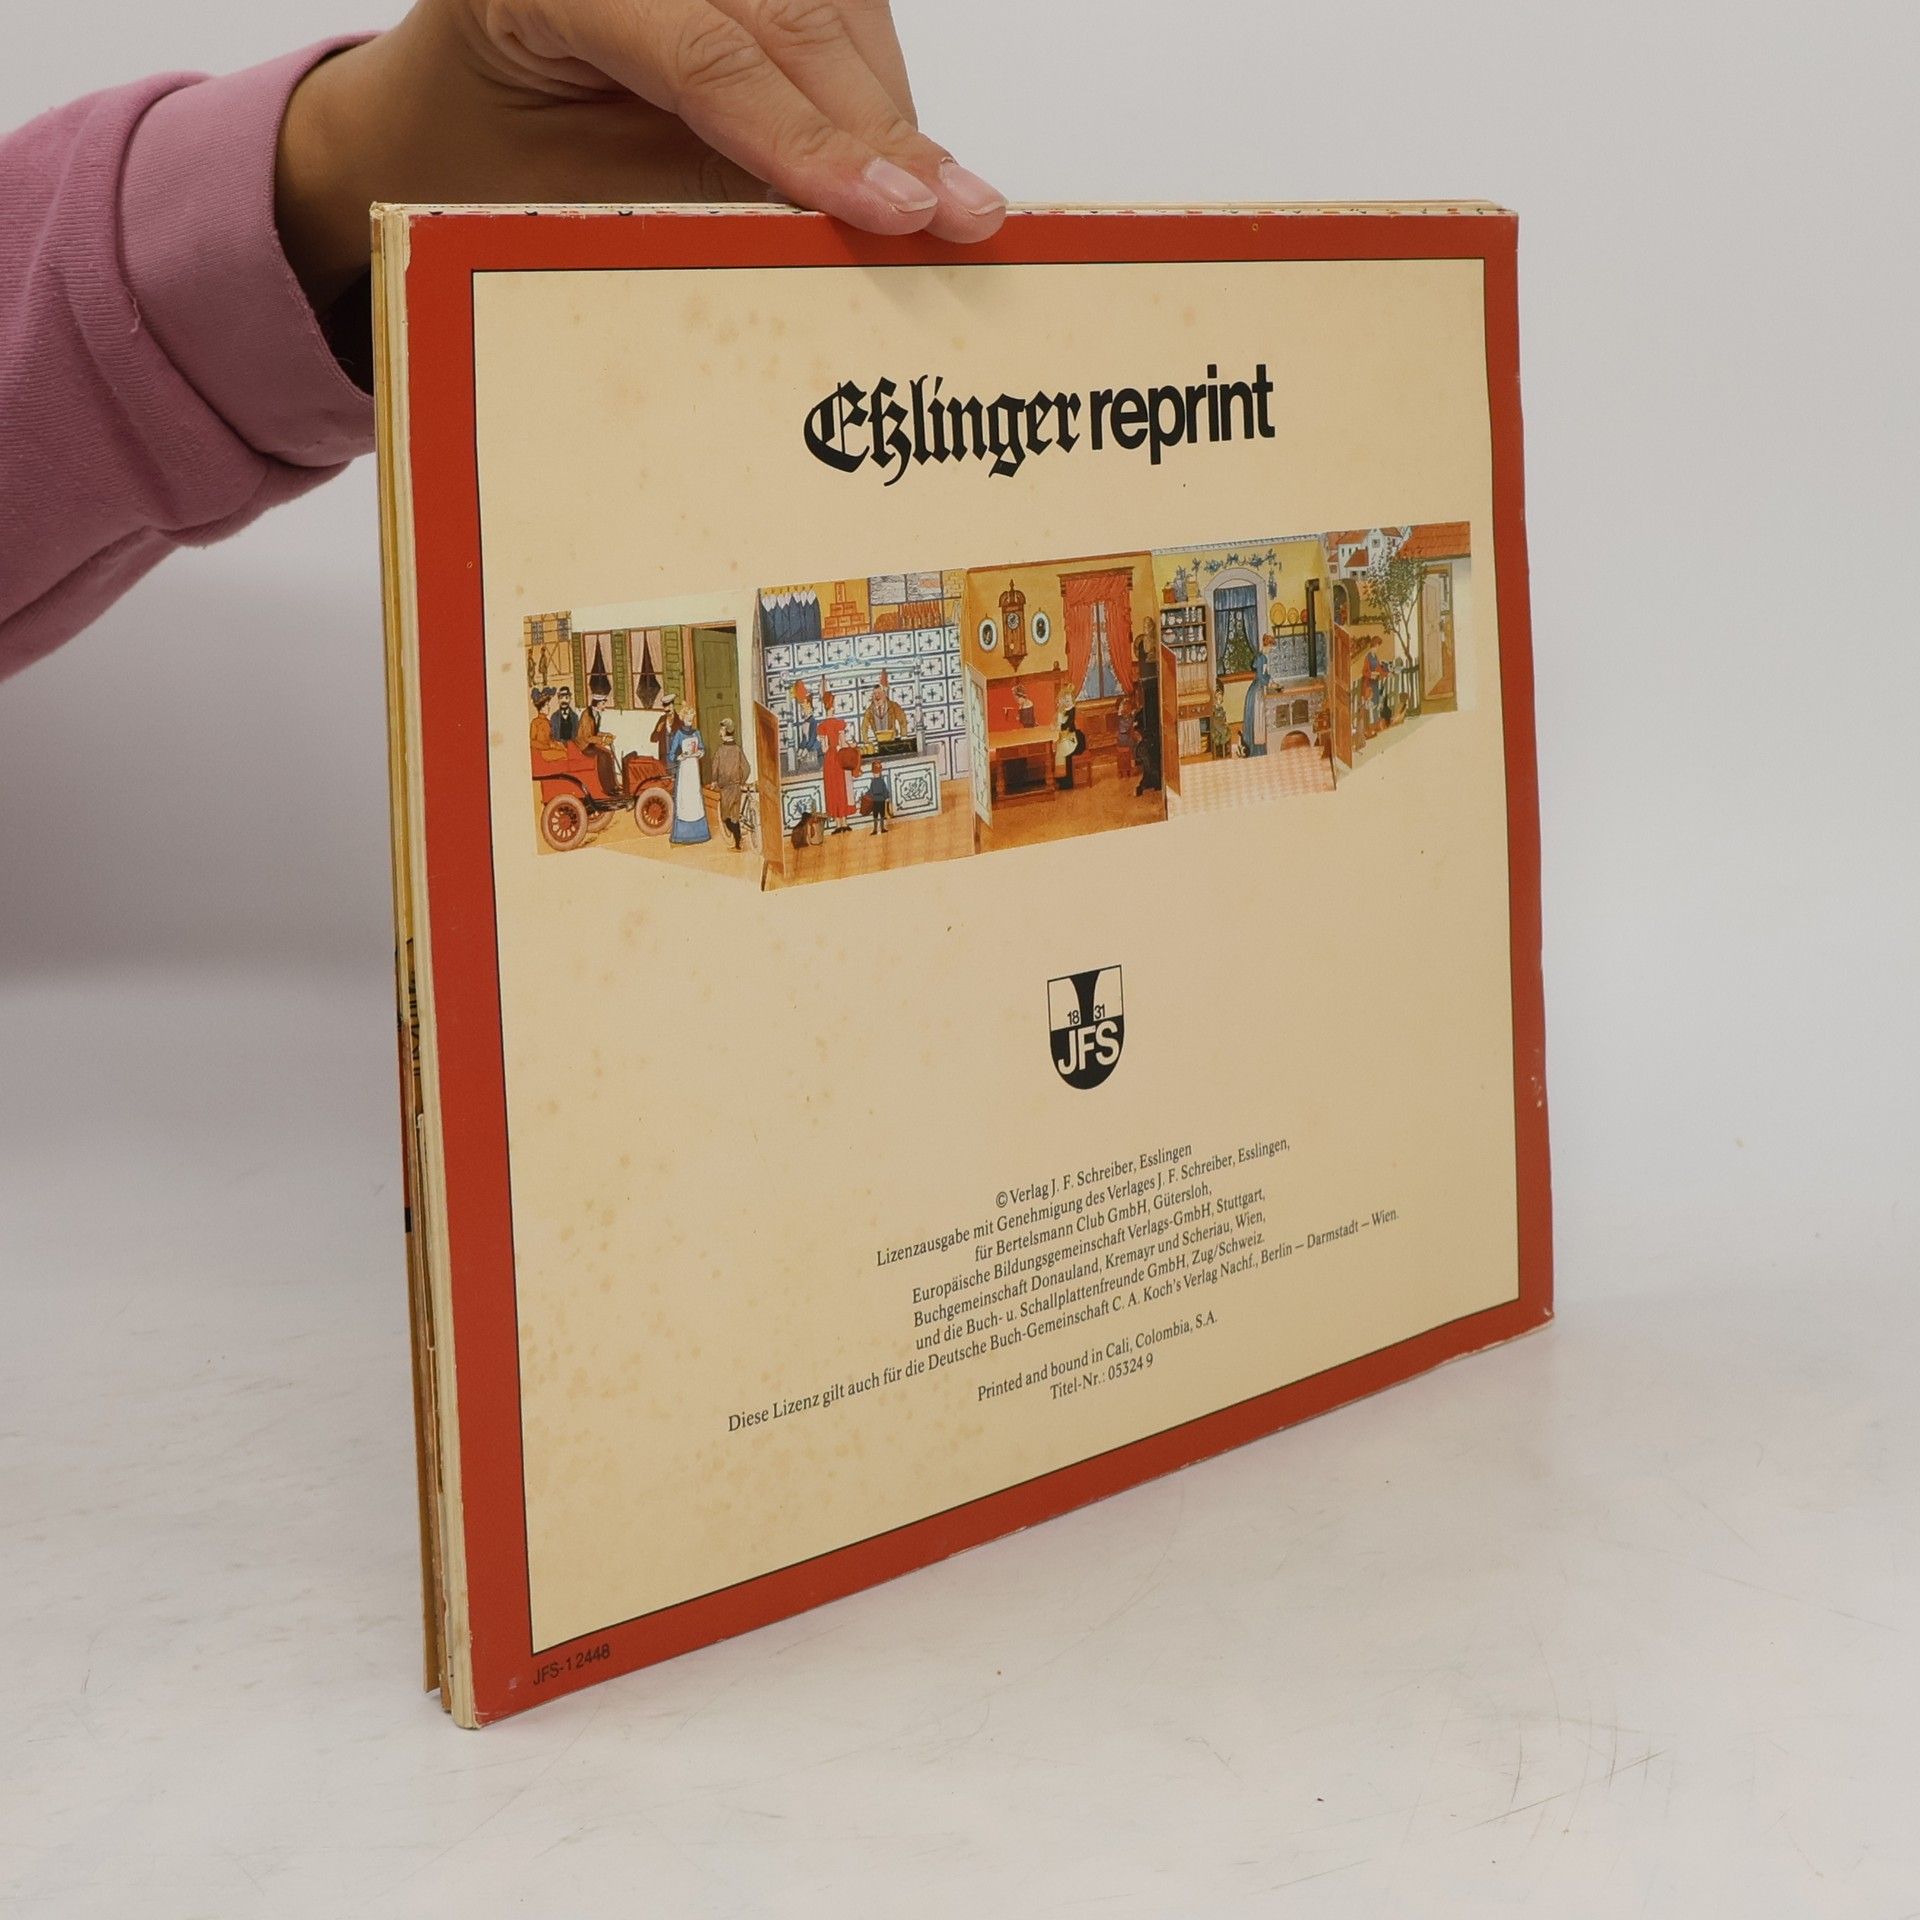 Eßlinger reprint
18 31
JFS
© Verlag J. F. Schreiber, Esslingen
Lizenzausgabe mit Genehmigung des Verlages J. F. Schreiber, Esslingen,
für Bertelsmann Club GmbH, Gütersloh,
Europäische Bildungsgemeinschaft Verlags-GmbH, Stuttgart,
Buchgemeinschaft Donauland, Kremayr und Scheriau, Wien,
und die Buch- u. Schallplattenfreunde GmbH, Zug/Schweiz.
Diese Lizenz gilt auch für die Deutsche Buch-Gemeinschaft C. A. Koch's Verlag Nachf., Berlin – Darmstadt – Wien.
Printed and bound in Cali, Colombia, S.A.
Titel-Nr.: 05324 9
JFS-1 2448